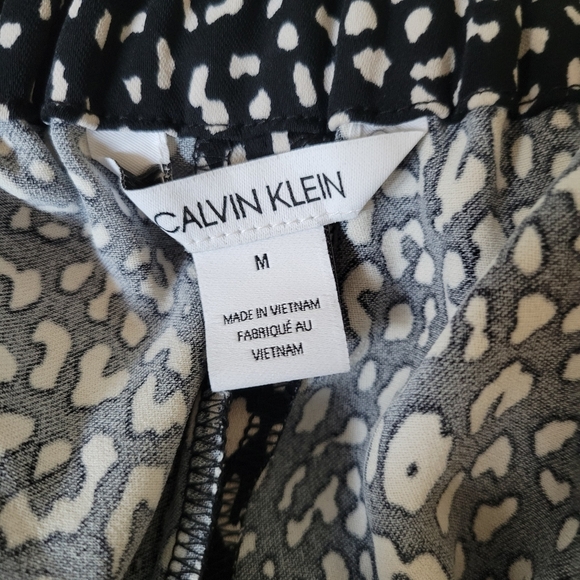 CALVIN KLEIN
M
MADE IN VIETNAM
FABRIQUÉ AU
VIETNAM